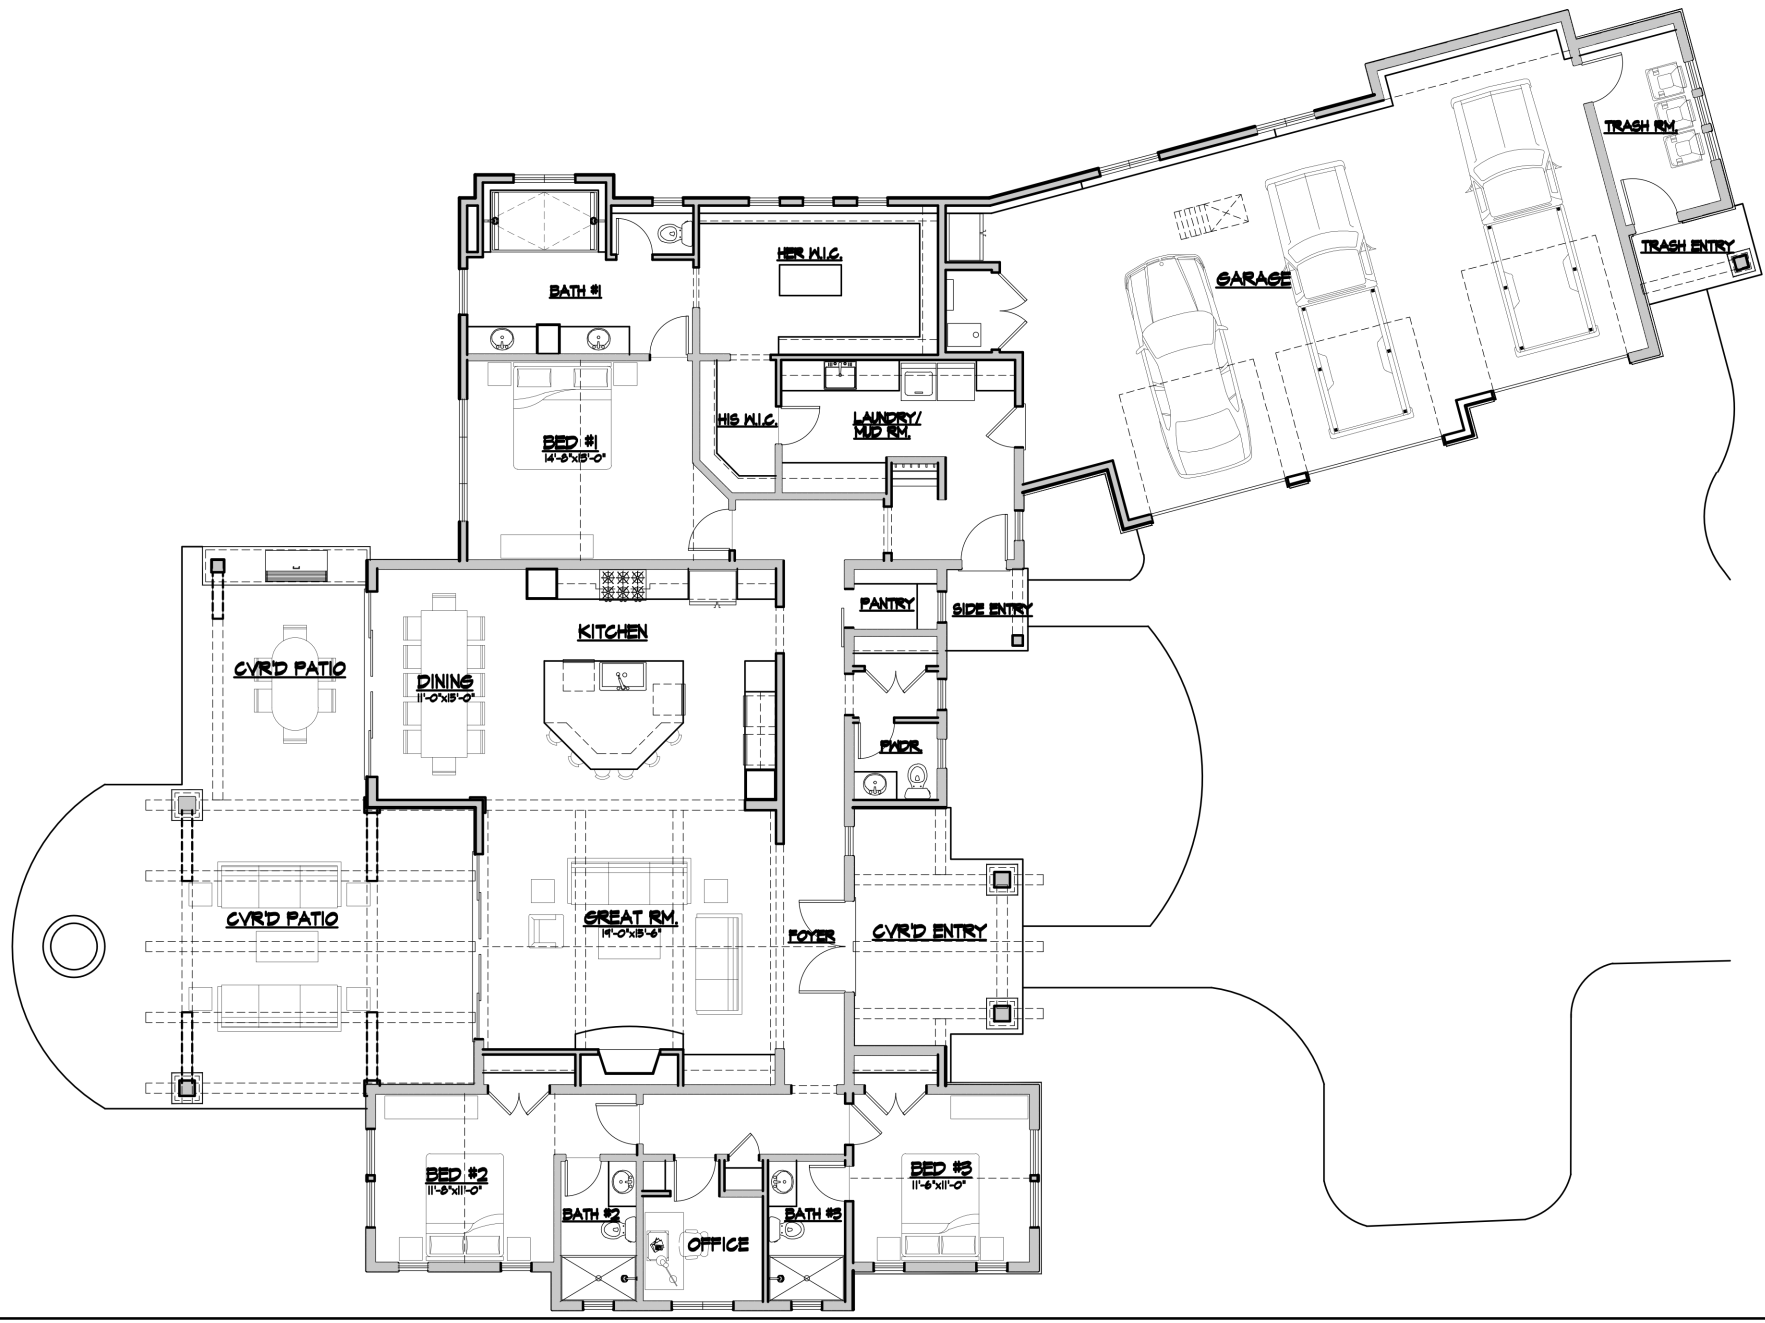 TRASH RM.
TRASH ENTRY
GARAGE
HER W.I.C.
BATH #1
HIS W.I.C.
LAUNDRY/
MUD RM.
BED #1
14'-8"x15'-0"
PANTRY
SIDE ENTRY
KITCHEN
CVR'D PATIO
DINING
11'-0"x15'-0"
PWDR.
CVR'D PATIO
GREAT RM.
19'-0"x15'-6"
FOYER
CVR'D ENTRY
BED #2
11'-8"x11'-0"
BED #3
11'-6"x11'-0"
BATH #2
BATH #3
OFFICE